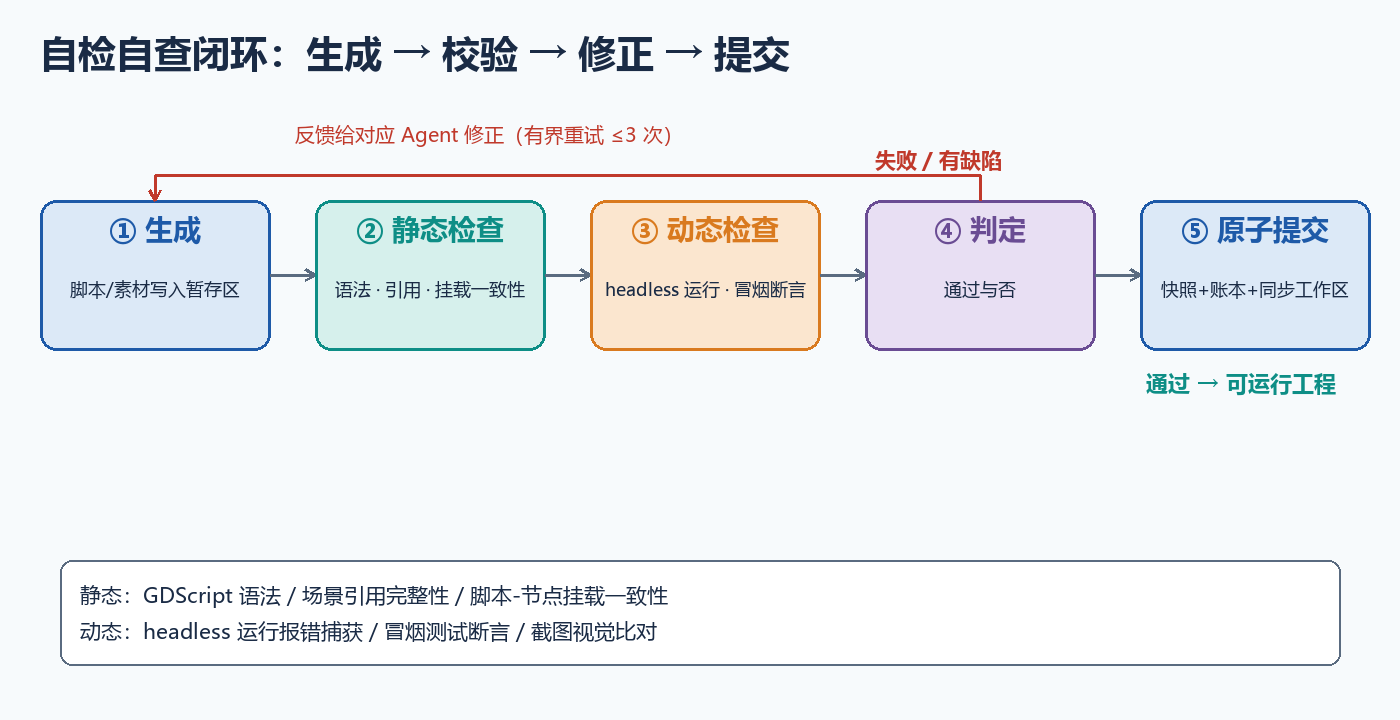 自检自查闭环：生成 → 校验 → 修正 → 提交
反馈给对应 Agent 修正（有界重试 ≤3 次）
失败 / 有缺陷
① 生成
脚本/素材写入暂存区
② 静态检查
语法 · 引用 · 挂载一致性
③ 动态检查
headless 运行 · 冒烟断言
④ 判定
通过与否
⑤ 原子提交
快照+账本+同步工作区
通过 → 可运行工程
静态：GDScript 语法 / 场景引用完整性 / 脚本-节点挂载一致性
动态：headless 运行报错捕获 / 冒烟测试断言 / 截图视觉比对